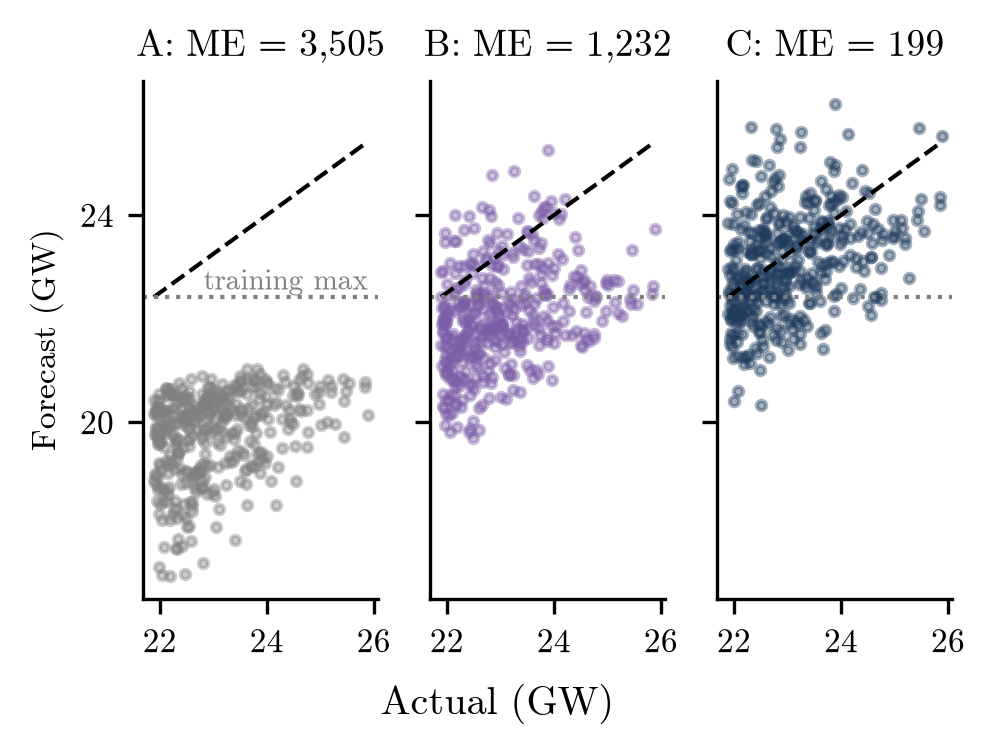 A: ME = 3,505
B: ME = 1,232
C: ME = 199
24
20
Forecast (GW)
training max
22 24 26
22 24 26
22 24 26
Actual (GW)